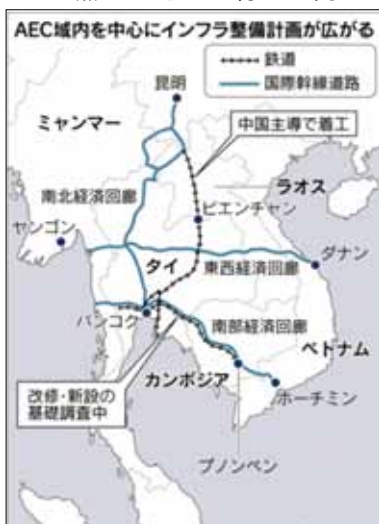 AEC域内を中心にインフラ整備計画が広がる
鉄道
国際幹線道路
昆明
ミャンマー
中国主導で着工
ラオス
南北経済回廊
ビエンチャン
ヤンゴン
タイ
東西経済回廊
ダナン
バンコク
南部経済回廊
ベトナム
改修・新設の
基礎調査中
カンボジア
ホーチミン
プノンペン